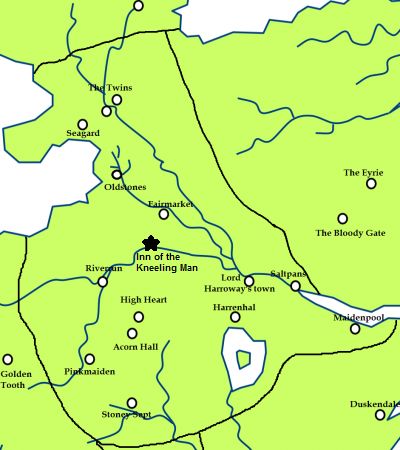 The Twins
Seagard
The Eyrie
Oldstones
Fairmarket
The Bloody Gate
Inn of the
Kneeling Man
Riverrun
Lord
Harroway's town
Salipans
High Heart
Harrenhal
Maidenpool
Acorn Hall
Golden
Tooth
Pinkmaiden
Stoney Sept
Duskendale